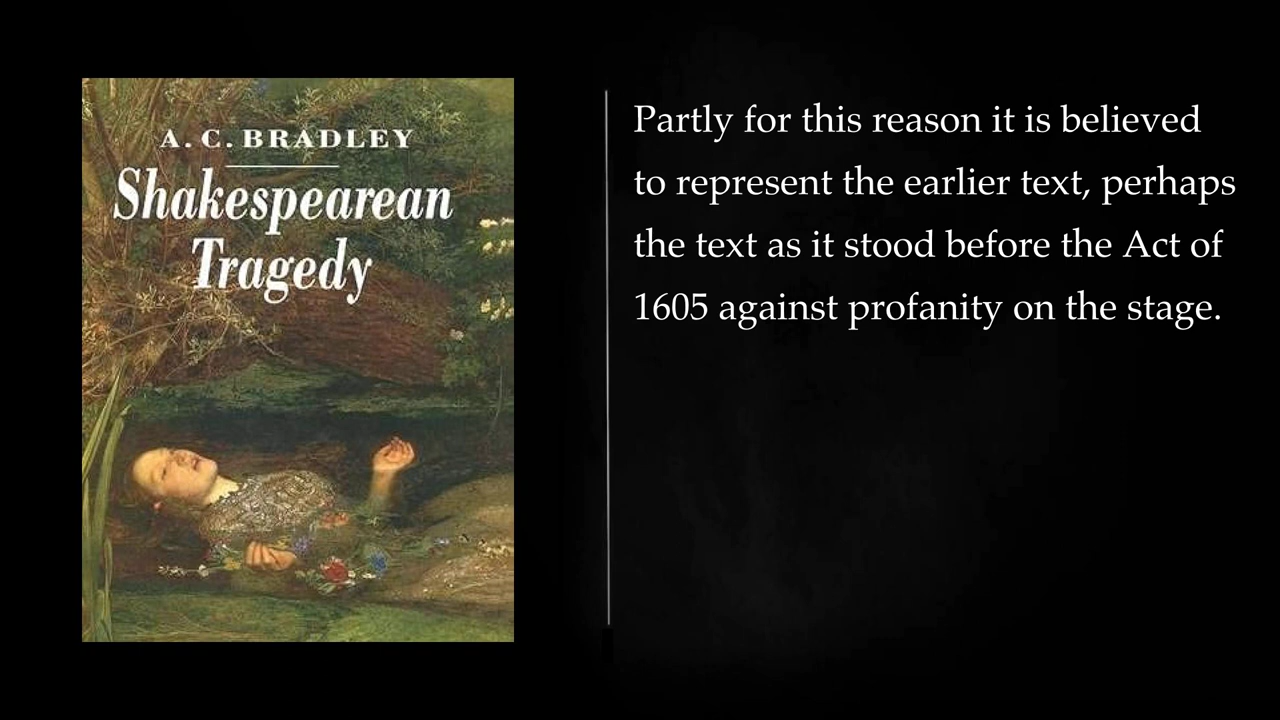 A. C. BRADLEY
Shakespearean
Tragedy
Partly for this reason it is believed
to represent the earlier text, perhaps
the text as it stood before the Act of
1605 against profanity on the stage.